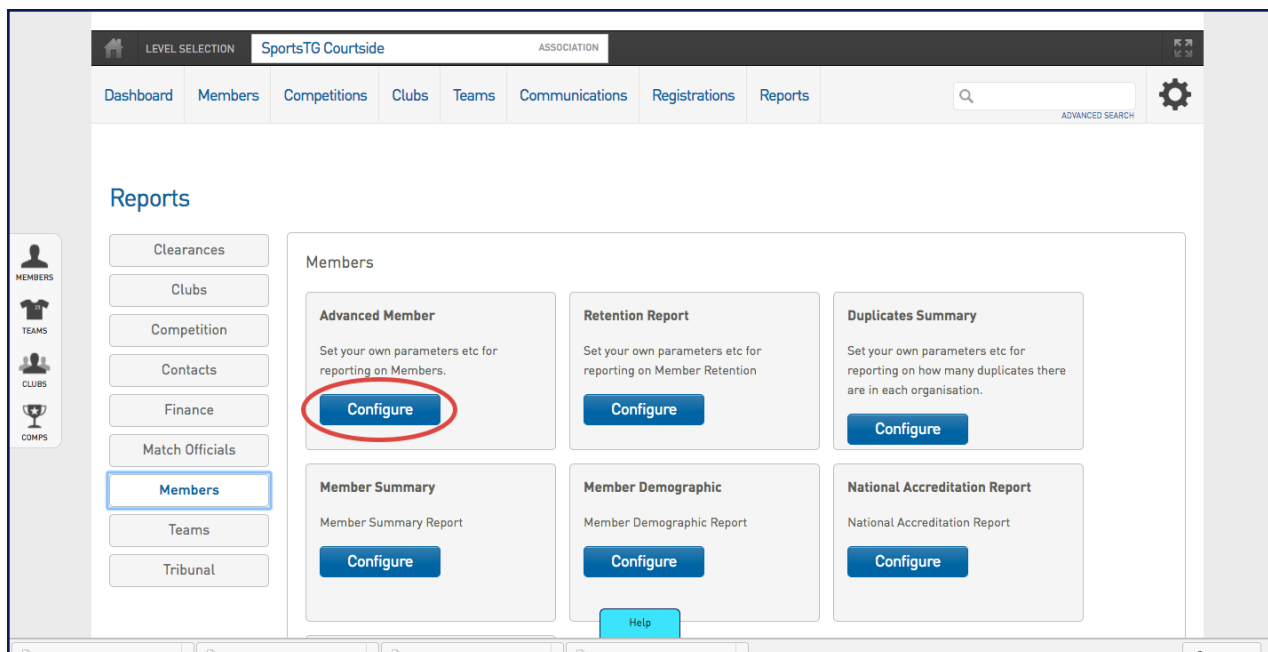 LEVEL SELECTION SportsTG Courtside ASSOCIATION
Dashboard Members Competitions Clubs Teams Communications Registrations Reports
ADVANCED SEARCH
Reports
MEMBERS
TEAMS
CLUBS
COMPS
Clearances
Clubs
Competition
Contacts
Finance
Match Officials
Members
Teams
Tribunal
Members
Advanced Member
Set your own parameters etc for
reporting on Members.
Configure
Retention Report
Set your own parameters etc for
reporting on Member Retention
Configure
Duplicates Summary
Set your own parameters etc for
reporting on how many duplicates there
are in each organisation.
Configure
Member Summary
Member Summary Report
Configure
Member Demographic
Member Demographic Report
Configure
National Accreditation Report
National Accreditation Report
Configure
Help